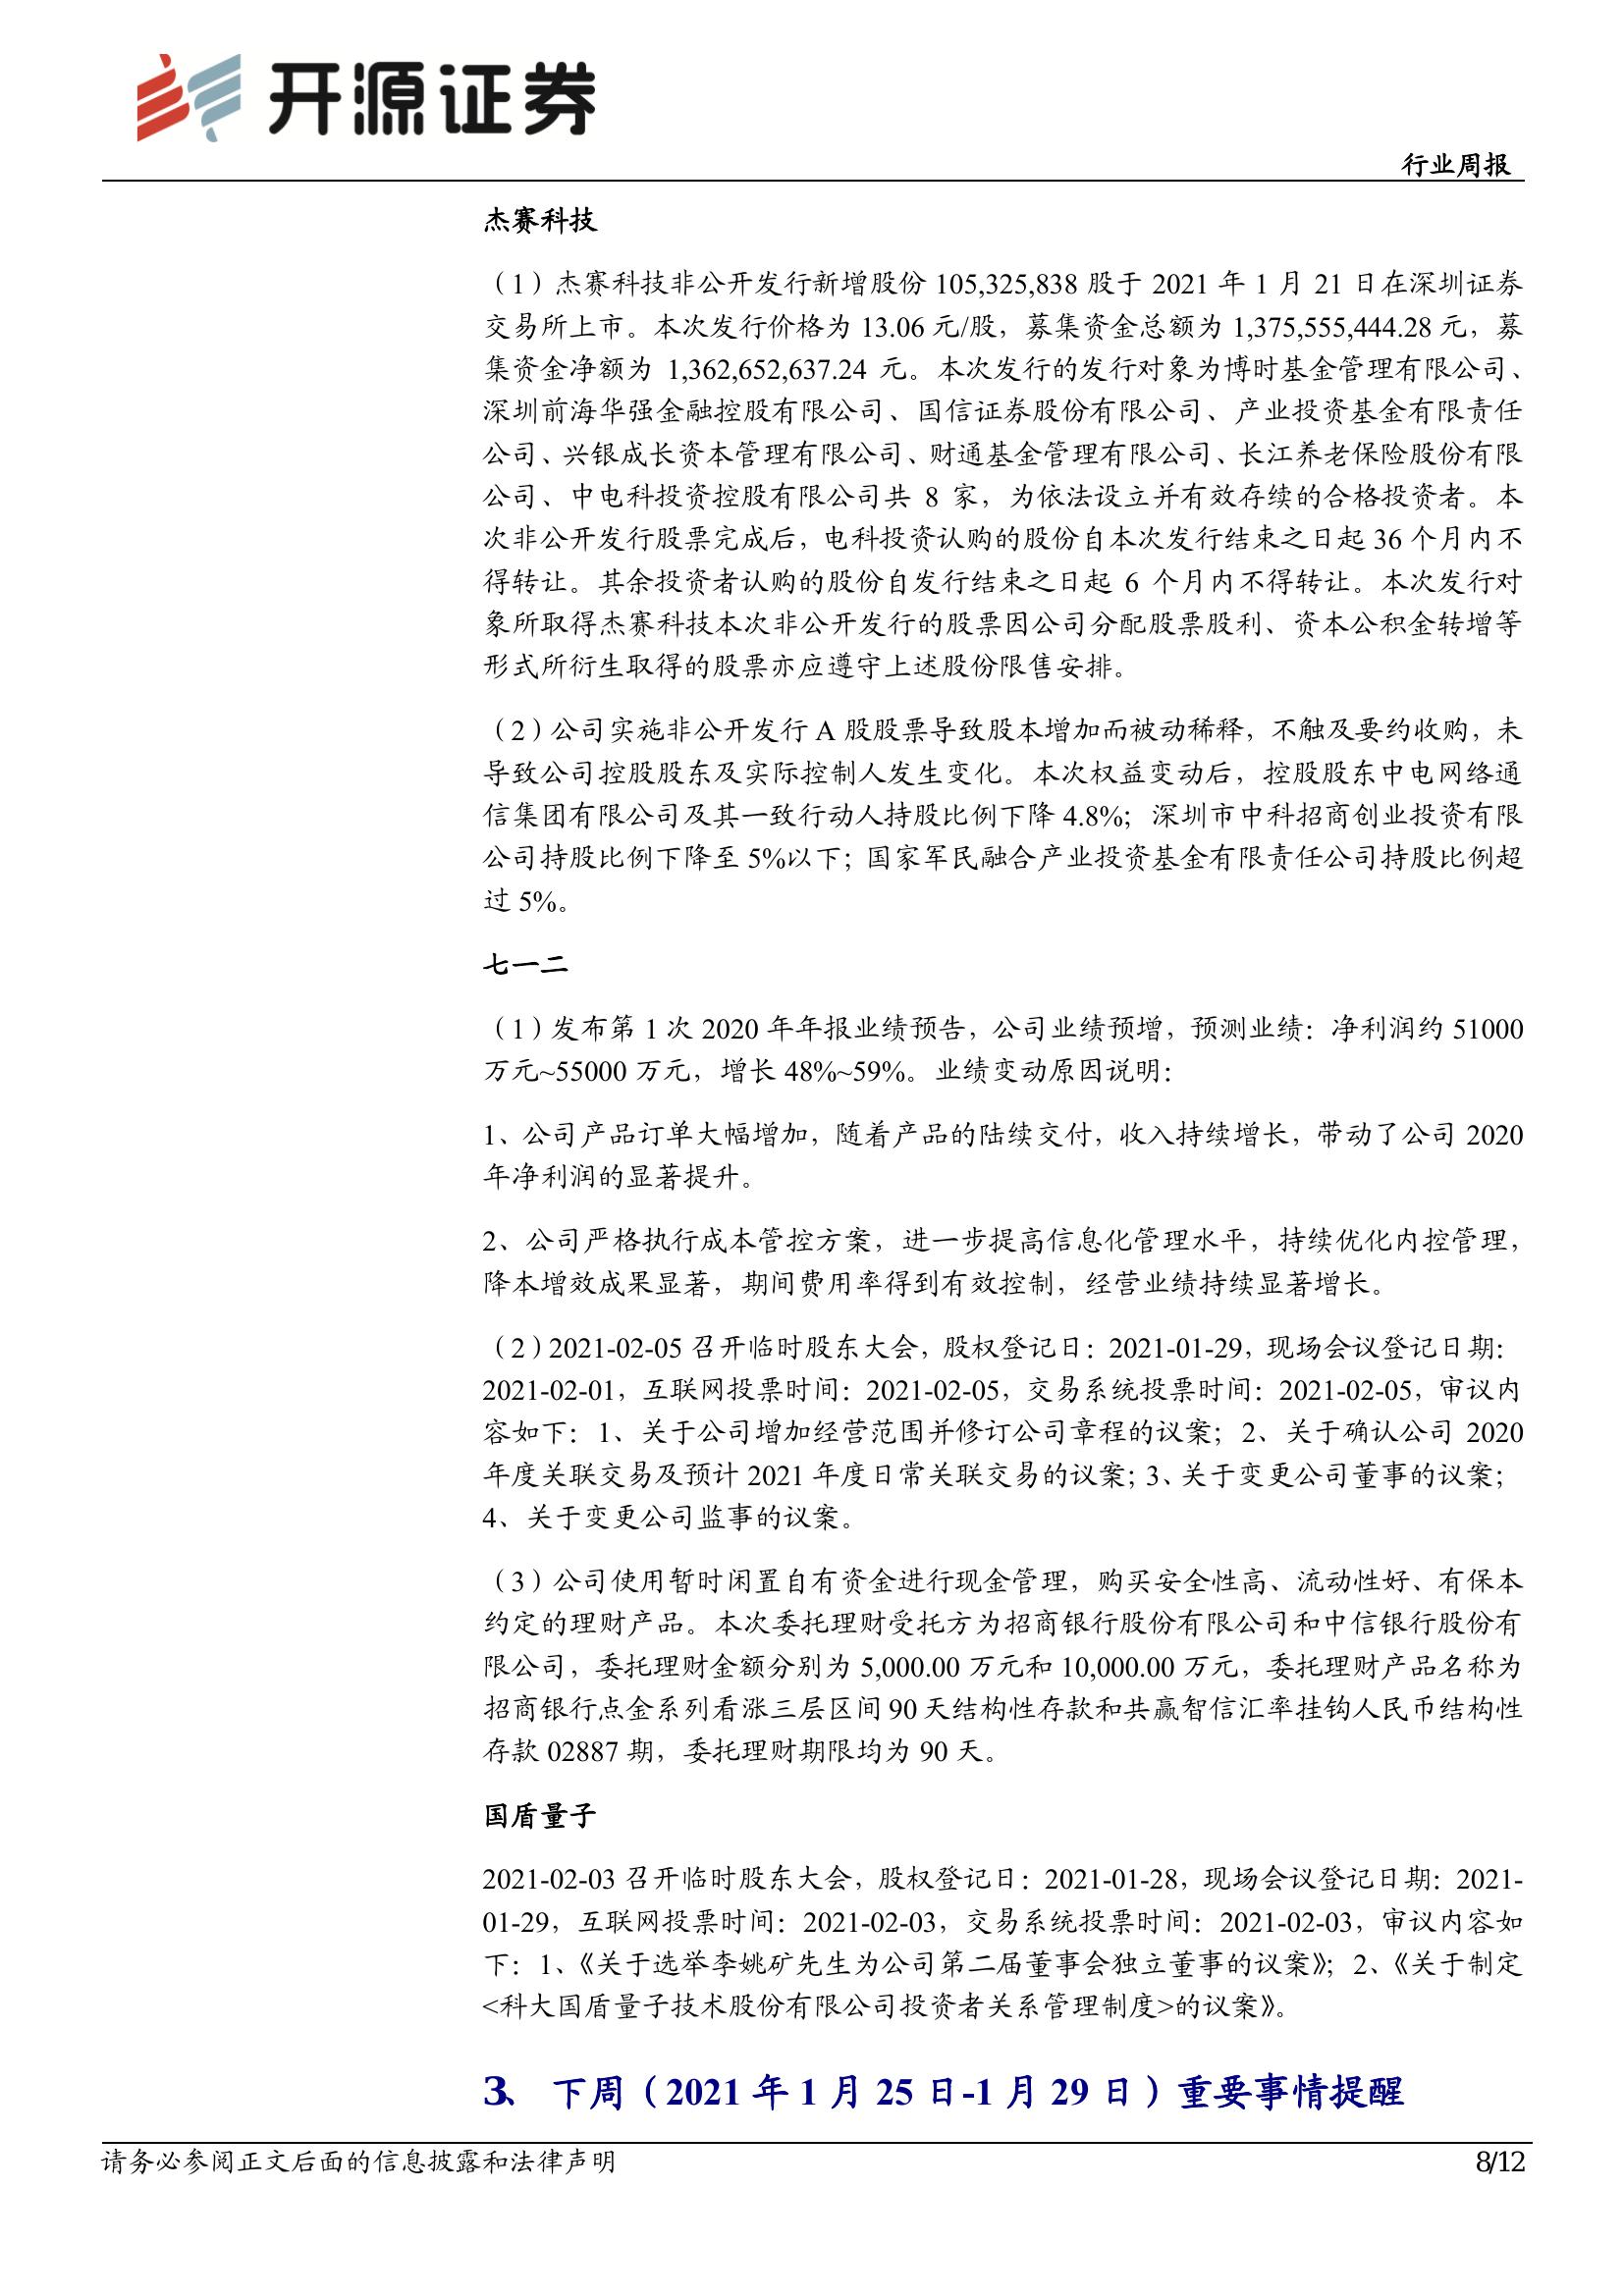 开源证券
行业周报
杰赛科技
（1）杰赛科技非公开发行新增股份 105,325,838 股于 2021 年 1 月 21 日在深圳证券
交易所上市。本次发行价格为 13.06 元/股，募集资金总额为 1,375,555,444.28 元，募
集资金净额为 1,362,652,637.24 元。本次发行的发行对象为博时基金管理有限公司、
深圳前海华强金融控股有限公司、国信证券股份有限公司、产业投资基金有限责任
公司、兴银成长资本管理有限公司、财通基金管理有限公司、长江养老保险股份有限
公司、中电科投资控股有限公司共 8 家，为依法设立并有效存续的合格投资者。本
次非公开发行股票完成后，电科投资认购的股份自本次发行结束之日起 36 个月内不
得转让。其余投资者认购的股份自发行结束之日起 6 个月内不得转让。本次发行对
象所取得杰赛科技本次非公开发行的股票因公司分配股票股利、资本公积金转增等
形式所衍生取得的股票亦应遵守上述股份限售安排。
（2）公司实施非公开发行 A 股股票导致股本增加而被动稀释，不触及要约收购，未
导致公司控股股东及实际控制人发生变化。本次权益变动后，控股股东中电网络通
信集团有限公司及其一致行动人持股比例下降 4.8%；深圳市中科招商创业投资有限
公司持股比例下降至 5%以下；国家军民融合产业投资基金有限责任公司持股比例超
过 5%。
七一二
（1）发布第 1 次 2020 年年报业绩预告，公司业绩预增，预测业绩：净利润约 51000
万元~55000 万元，增长 48%~59%。业绩变动原因说明：
1、公司产品订单大幅增加，随着产品的陆续交付，收入持续增长，带动了公司 2020
年净利润的显著提升。
2、公司严格执行成本管控方案，进一步提高信息化管理水平，持续优化内控管理，
降本增效成果显著，期间费用率得到有效控制，经营业绩持续显著增长。
（2）2021-02-05 召开临时股东大会，股权登记日：2021-01-29，现场会议登记日期：
2021-02-01，互联网投票时间：2021-02-05，交易系统投票时间：2021-02-05，审议内
容如下：1、关于公司增加经营范围并修订公司章程的议案；2、关于确认公司 2020
年度关联交易及预计 2021 年度日常关联交易的议案；3、关于变更公司董事的议案；
4、关于变更公司监事的议案。
（3）公司使用暂时闲置自有资金进行现金管理，购买安全性高、流动性好、有保本
约定的理财产品。本次委托理财受托方为招商银行股份有限公司和中信银行股份有
限公司，委托理财金额分别为 5,000.00 万元和 10,000.00 万元，委托理财产品名称为
招商银行点金系列看涨三层区间 90 天结构性存款和共赢智信汇率挂钩人民币结构性
存款 02887 期，委托理财期限均为 90 天。
国盾量子
2021-02-03 召开临时股东大会，股权登记日：2021-01-28，现场会议登记日期：2021-
01-29，互联网投票时间：2021-02-03，交易系统投票时间：2021-02-03，审议内容如
下：1、《关于选举李姚矿先生为公司第二届董事会独立董事的议案》；2、《关于制定
<科大国盾量子技术股份有限公司投资者关系管理制度>的议案》。
3、 下周（2021 年 1 月 25 日-1 月 29 日）重要事情提醒
请务必参阅正文后面的信息披露和法律声明
8/12